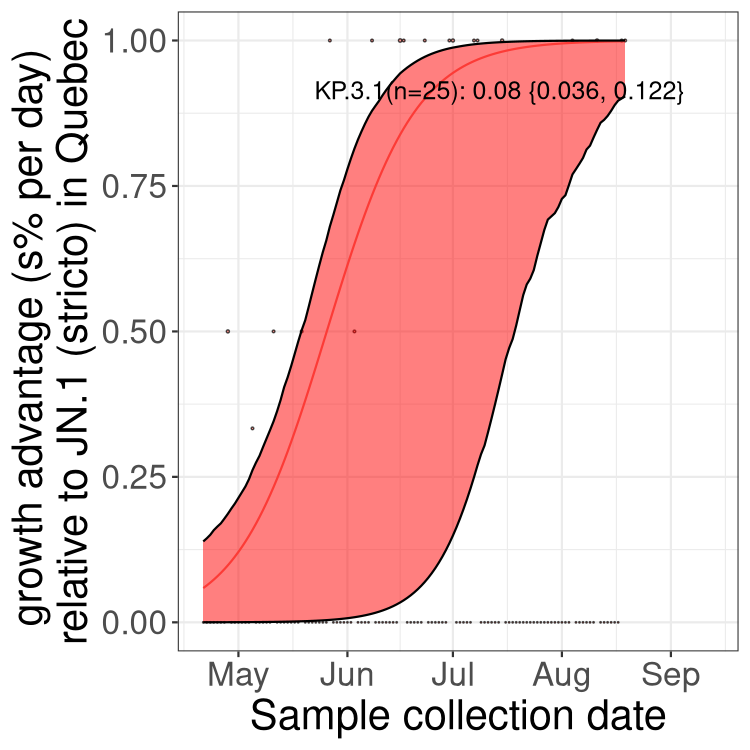 growth advantage (s% per day)
relative to JN.1 (stricto) in Quebec
1.00
0.75
0.50
0.25
0.00
KP.3.1(n=25): 0.08 {0.036, 0.122}
May Jun Jul Aug Sep
Sample collection date